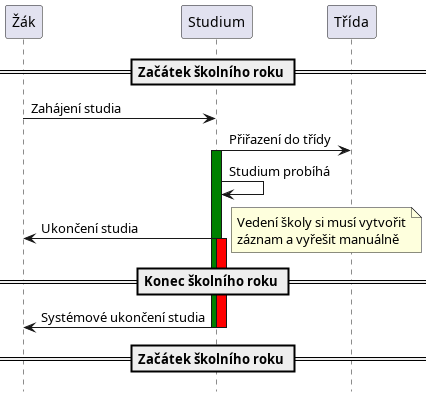 Žák
Studium
Třída
Začátek školního roku
Zahájení studia
Přiřazení do třídy
Studium probíhá
Ukončení studia
Vedení školy si musí vytvořit
záznam a vyřešit manuálně
Konec školního roku
Systémové ukončení studia
Začátek školního roku